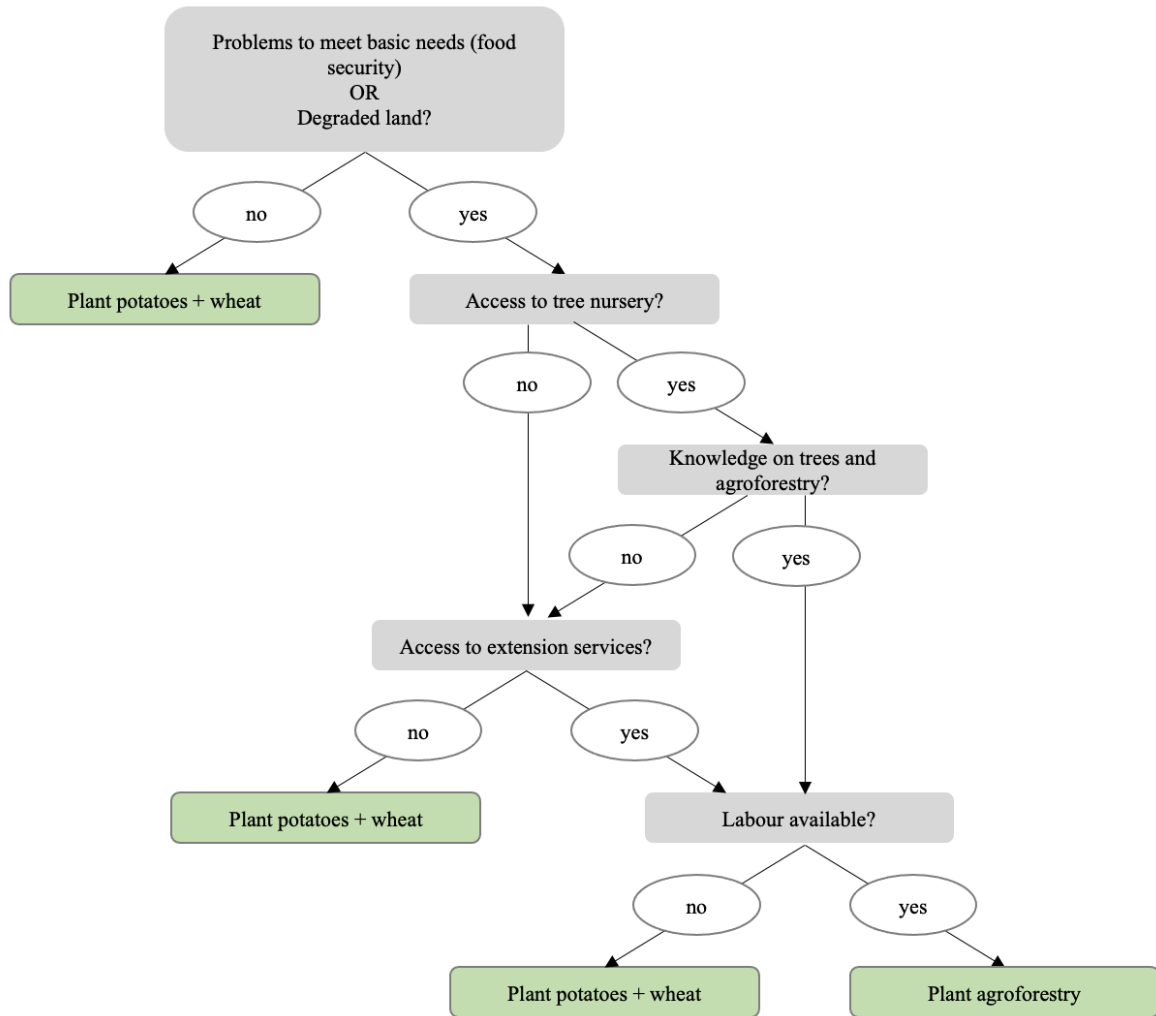 Problems to meet basic needs (food
security)
OR
Degraded land?
no
yes
Plant potatoes + wheat
Access to tree nursery?
no
yes
Knowledge on trees and
agroforestry?
no
yes
Access to extension services?
no
yes
Plant potatoes + wheat
Labour available?
no
yes
Plant potatoes + wheat
Plant agroforestry